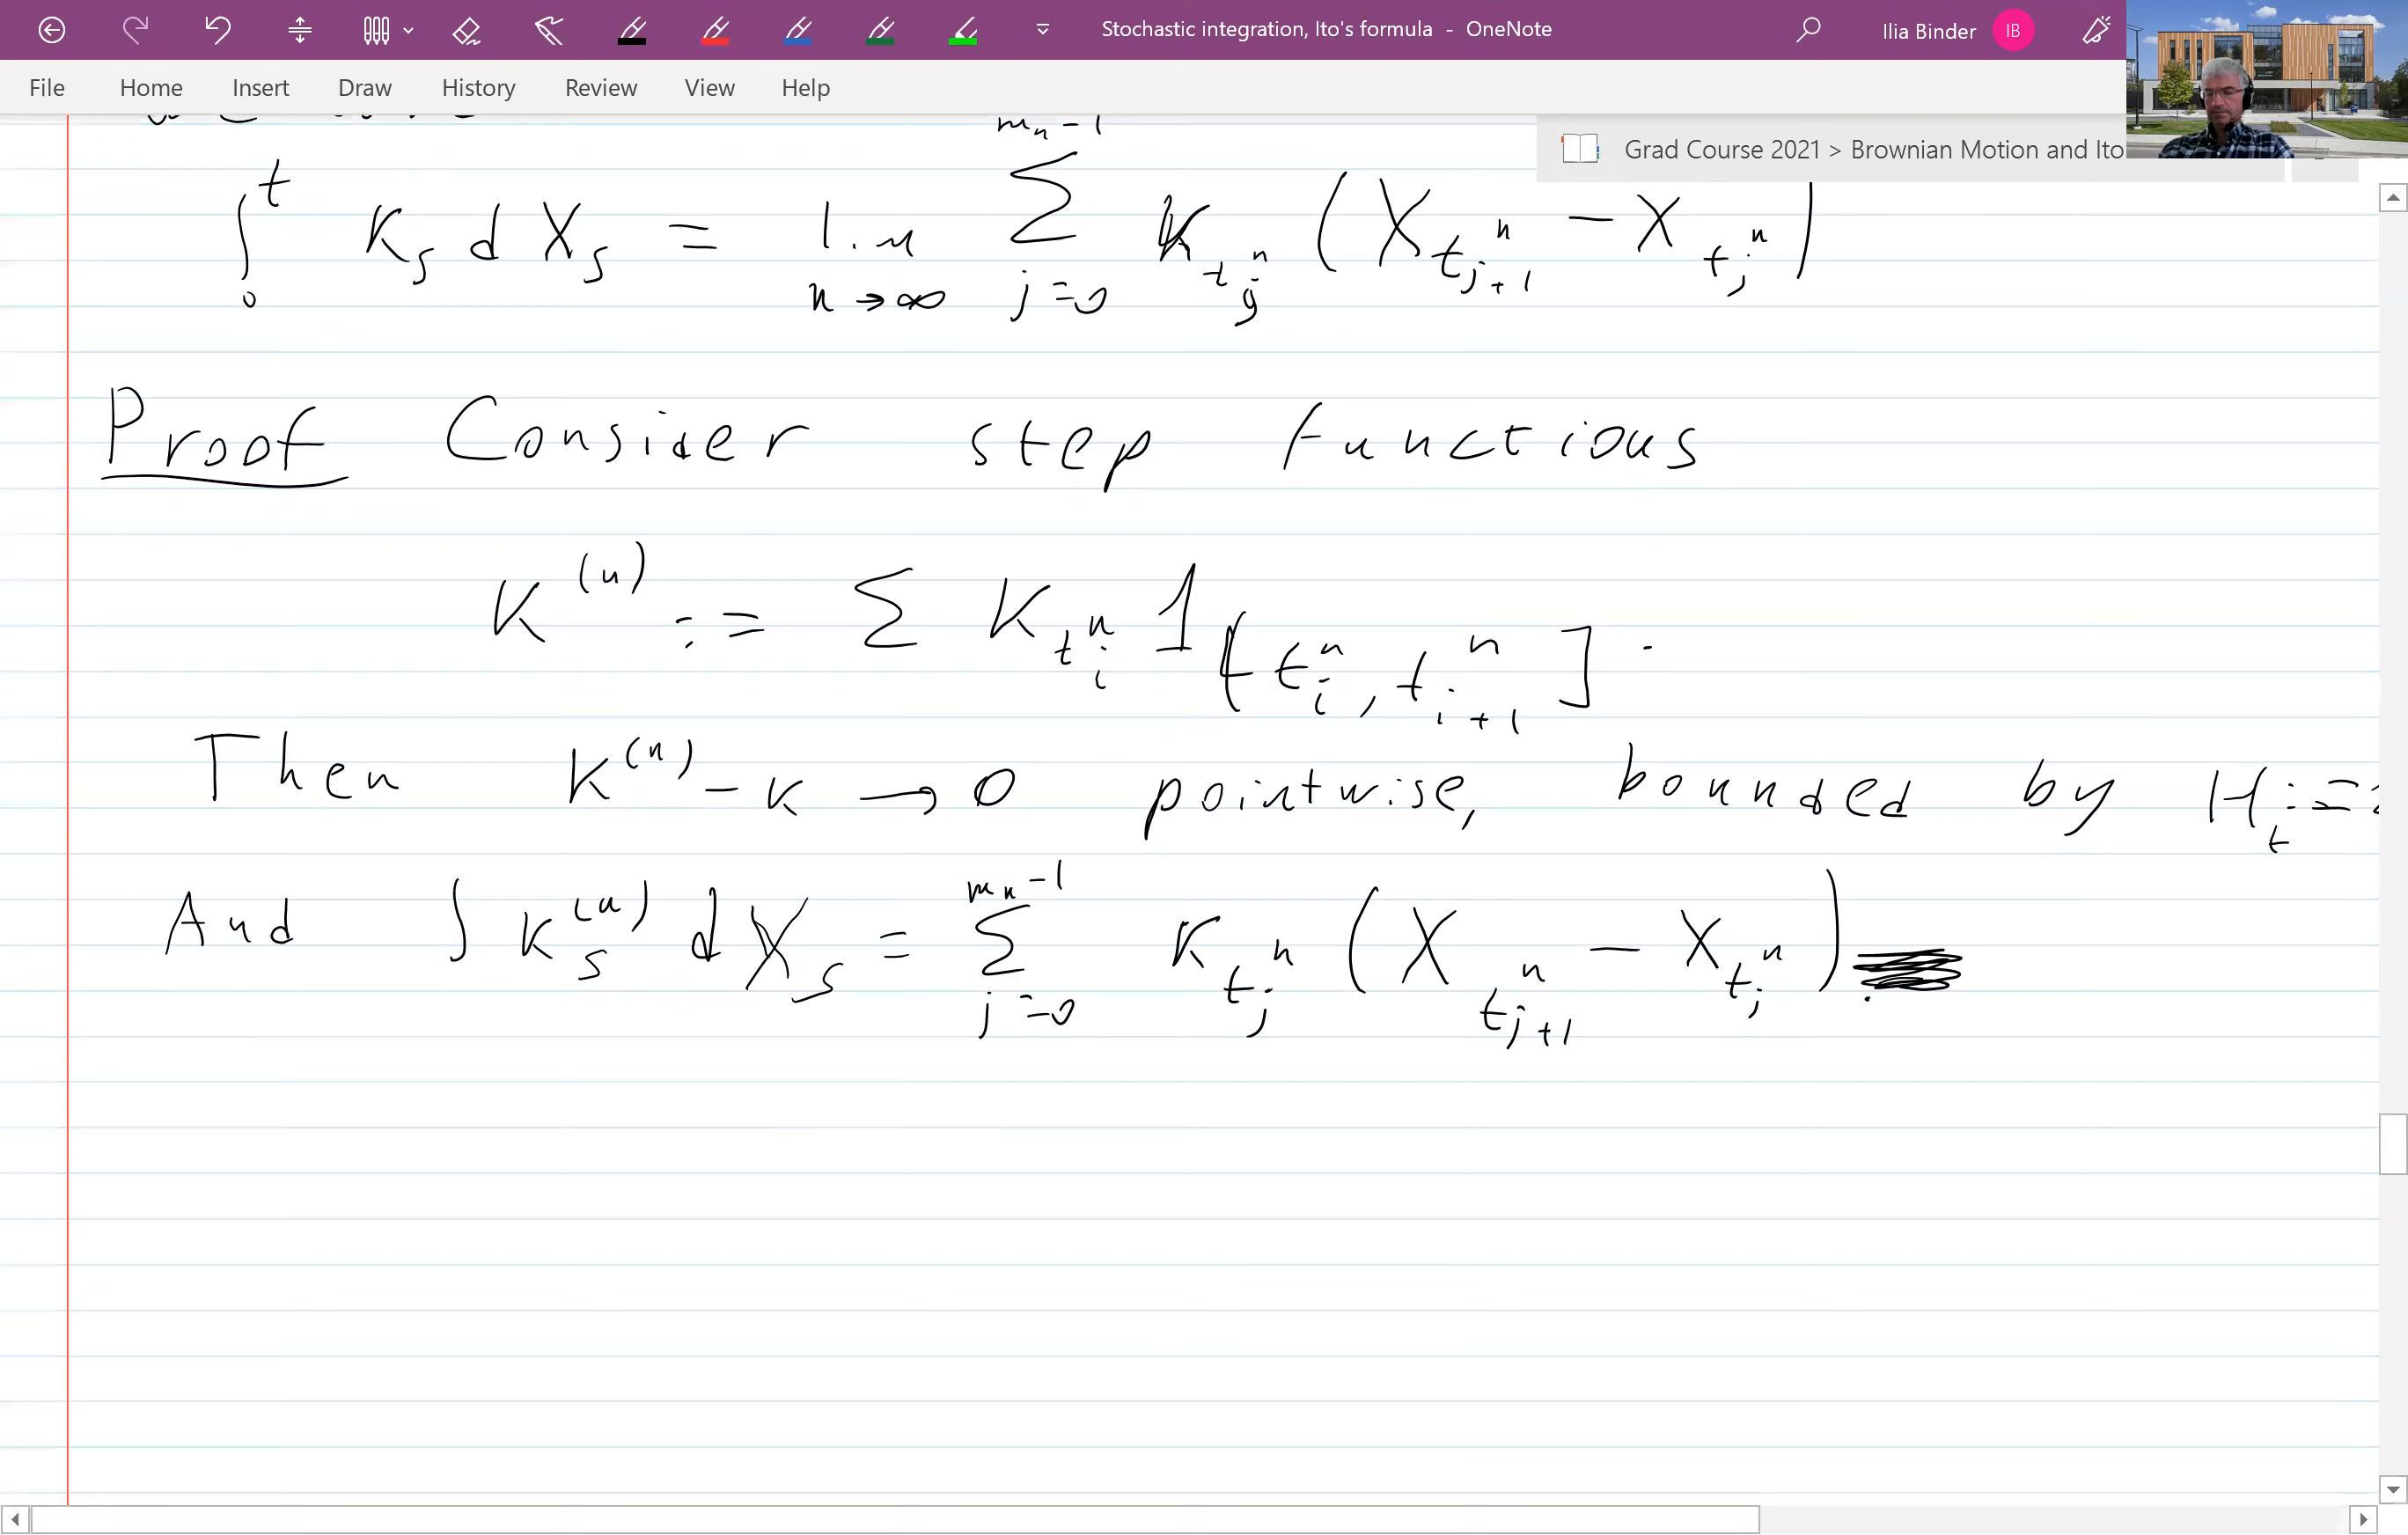 Stochastic integration, Ito's formula - OneNote
Ilia Binder
IB
File Home Insert Draw History Review View Help
Grad Course 2021 > Brownian Motion and Ito
∫₀^t K_s dX_s = lim_{n→∞} Σ_{j=0}^{m_n-1} K_{t_j^n} (X_{t_{j+1}^n} - X_{t_j^n})
Proof Consider step functions
K^{(n)} := Σ K_{t_i^n} 1_{(t_i^n, t_{i+1}^n]}.
Then K^{(n)} - K → 0 pointwise, bounded by H_t :=
And ∫ K_s^{(n)} dX_s = Σ_{j=0}^{m_n-1} K_{t_j^n} (X_{t_{j+1}^n} - X_{t_j^n}).